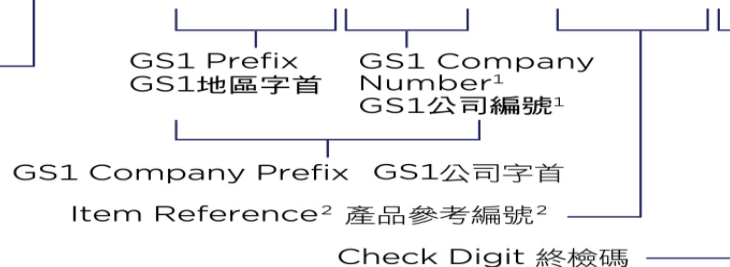 GS1 Prefix
GS1地區字首
GS1 Company
Number¹
GS1公司編號¹
GS1 Company Prefix GS1公司字首
Item Reference² 產品參考編號²
Check Digit 終檢碼